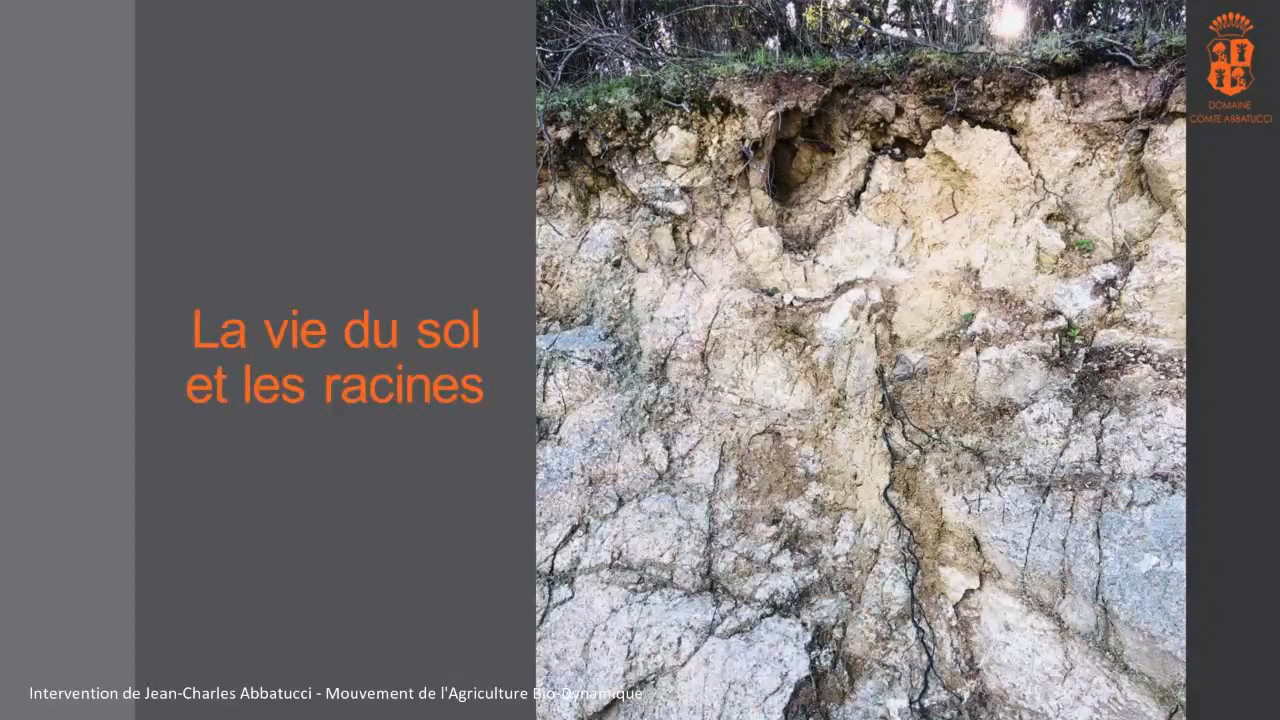 DOMAINE
COMTE ABBATUCCI
La vie du sol
et les racines
Intervention de Jean-Charles Abbatucci - Mouvement de l'Agriculture Bio-Dynamique